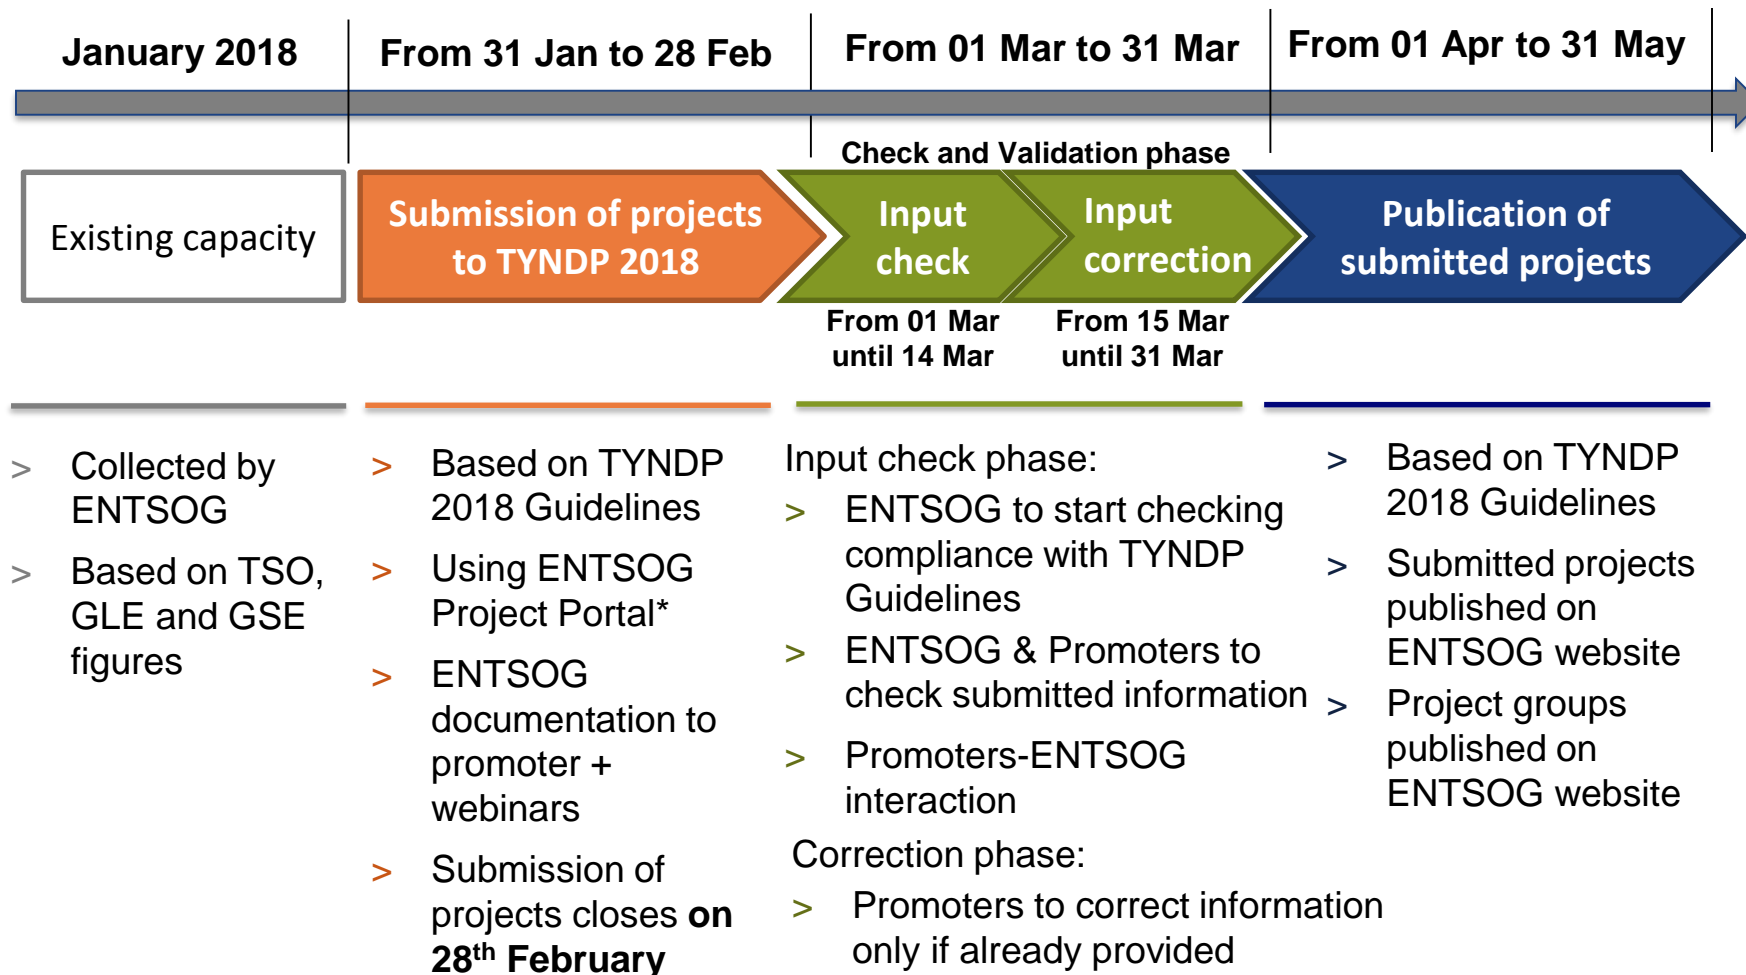 January 2018
From 31 Jan to 28 Feb
From 01 Mar to 31 Mar
From 01 Apr to 31 May
Check and Validation phase
Existing capacity
Submission of projects
to TYNDP 2018
Input
check
Input
correction
Publication of
submitted projects
From 01 Mar
until 14 Mar
From 15 Mar
until 31 Mar
> Collected by
ENTSOG
> Based on TSO,
GLE and GSE
figures
> Based on TYNDP
2018 Guidelines
> Using ENTSOG
Project Portal*
> ENTSOG
documentation to
promoter +
webinars
> Submission of
projects closes on
28th February
Input check phase:
> ENTSOG to start checking
compliance with TYNDP
Guidelines
> ENTSOG & Promoters to
check submitted information
> Promoters-ENTSOG
interaction
Correction phase:
> Promoters to correct information
only if already provided
> Based on TYNDP
2018 Guidelines
> Submitted projects
published on
ENTSOG website
> Project groups
published on
ENTSOG website